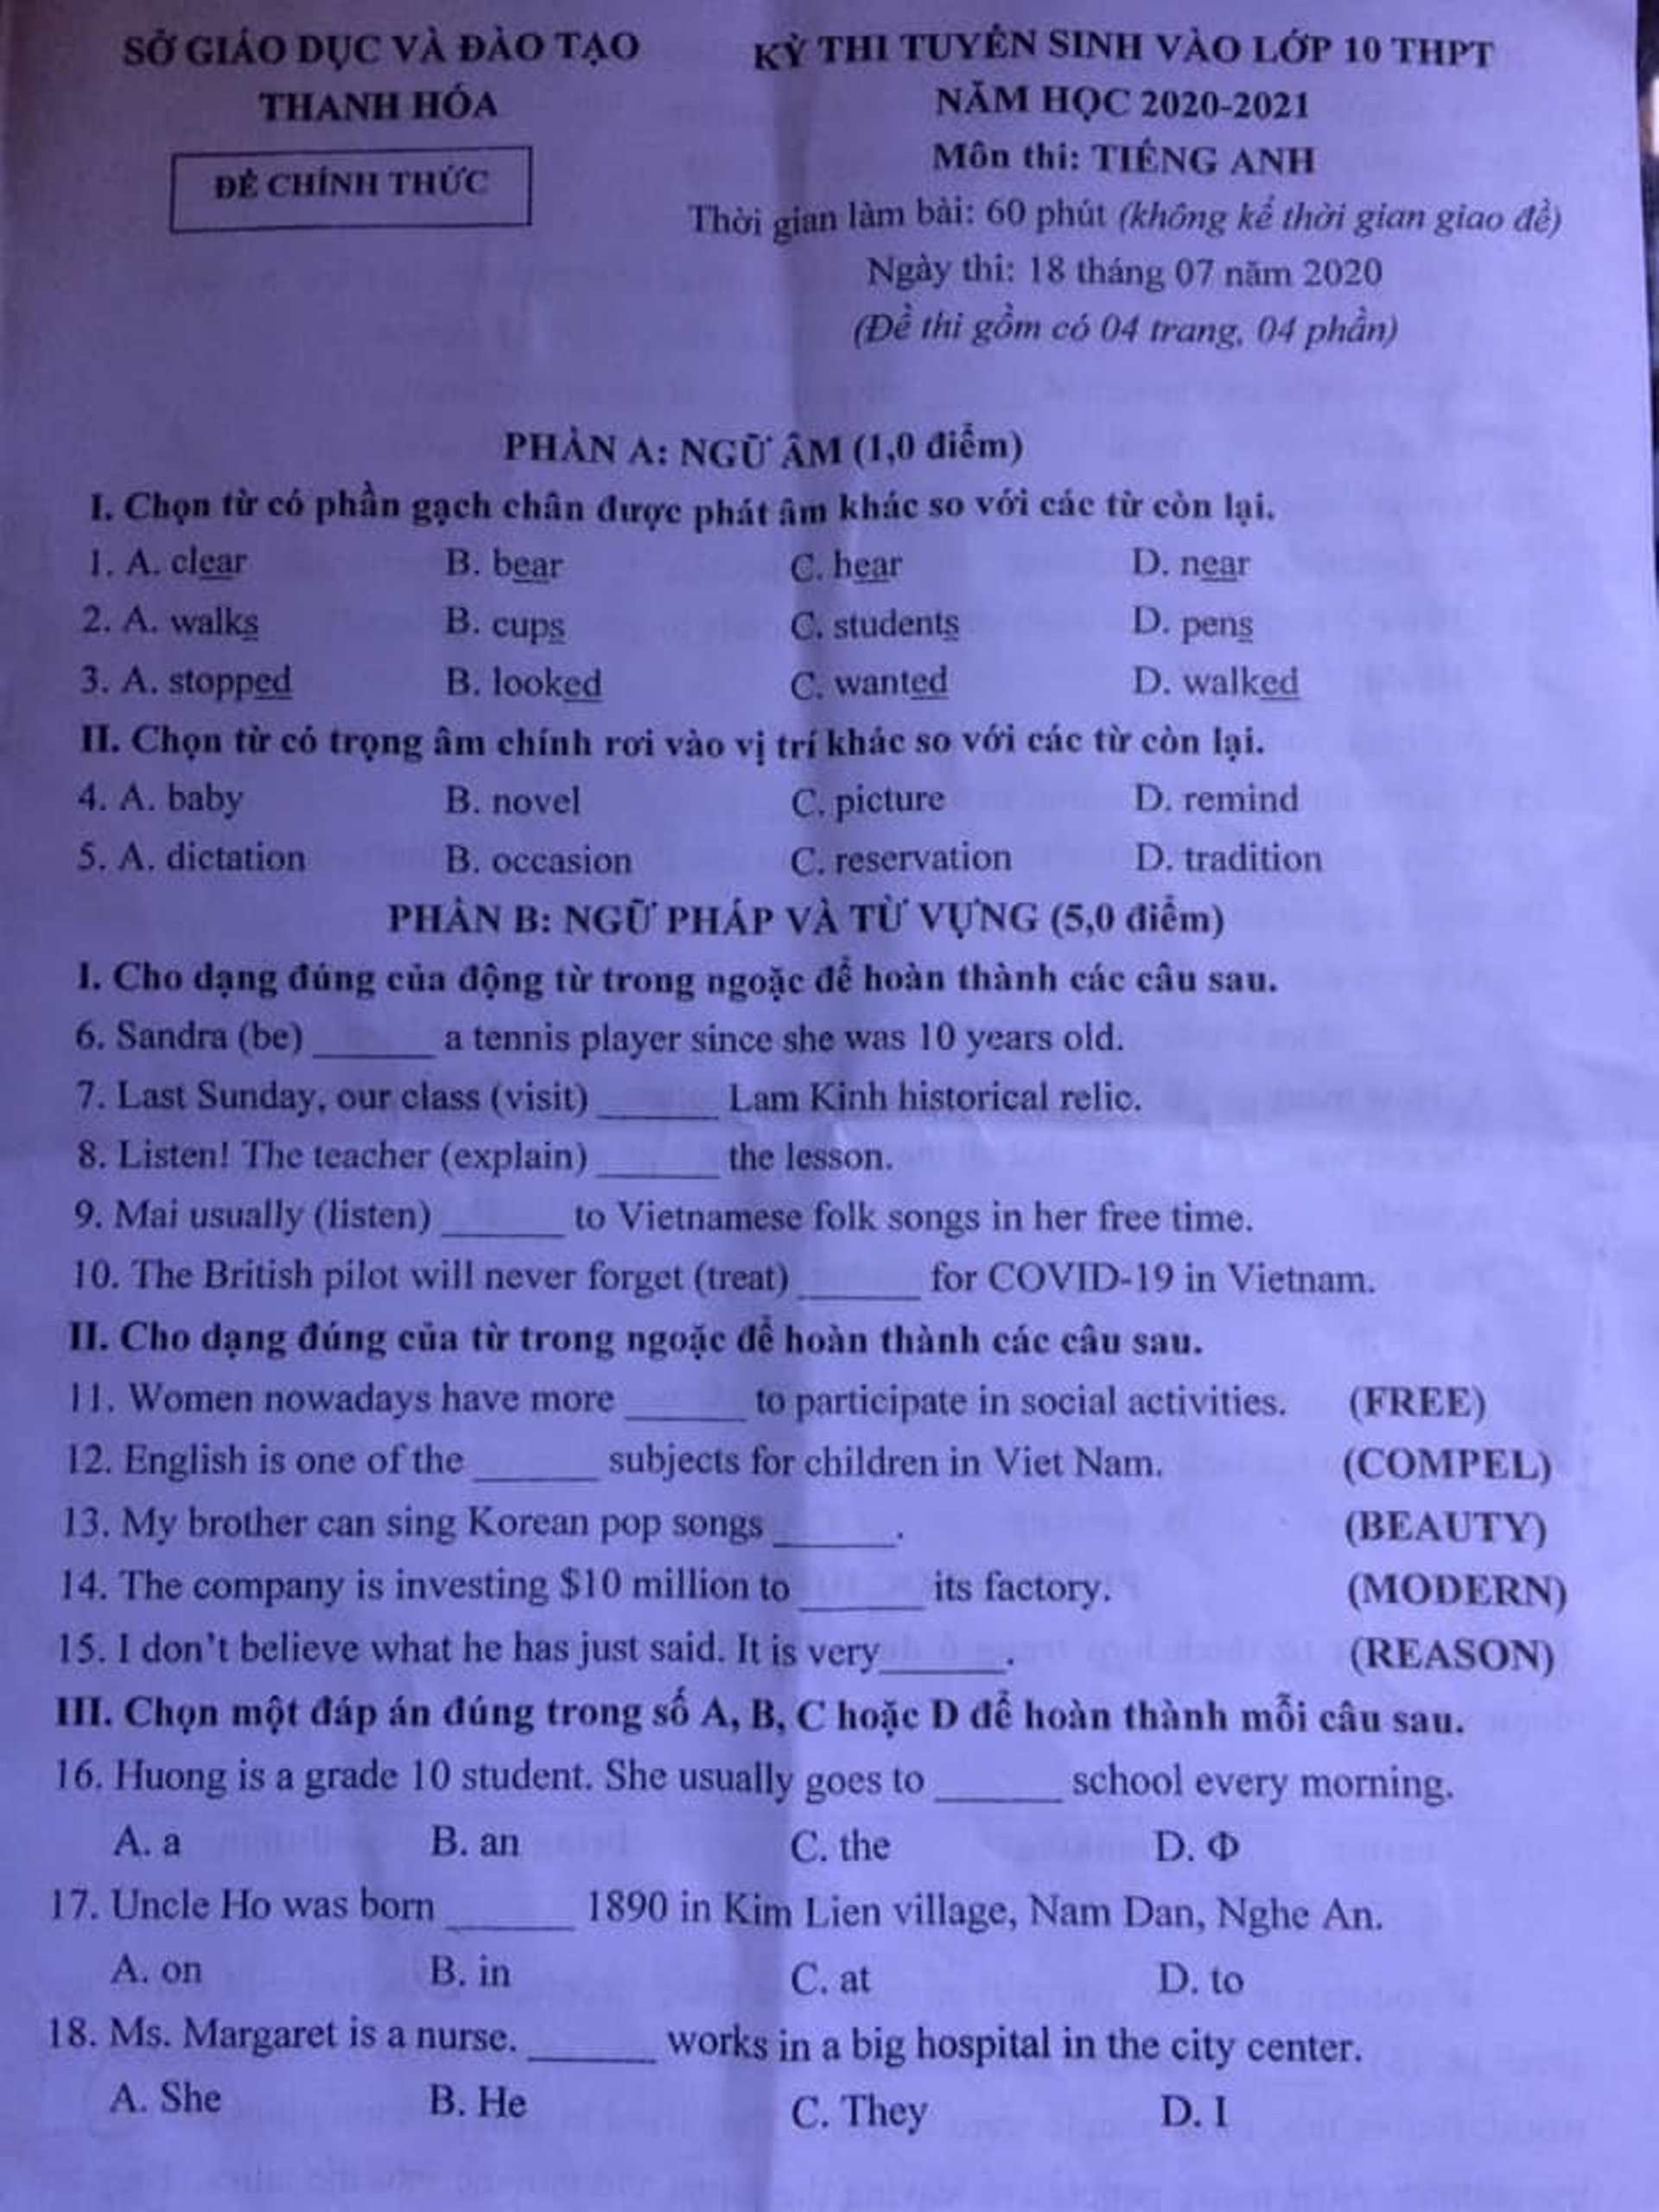 SỞ GIÁO DỤC VÀ ĐÀO TẠO
THANH HÓA
ĐỀ CHÍNH THỨC
KỲ THI TUYỂN SINH VÀO LỚP 10 THPT
NĂM HỌC 2020-2021
Môn thi: TIẾNG ANH
Thời gian làm bài: 60 phút (không kể thời gian giao đề)
Ngày thi: 18 tháng 07 năm 2020
(Đề thi gồm có 04 trang, 04 phần)
PHẦN A: NGỮ ÂM (1,0 điểm)
I. Chọn từ có phần gạch chân được phát âm khác so với các từ còn lại.
1. A. clear B. bear C. hear D. near
2. A. walks B. cups C. students D. pens
3. A. stopped B. looked C. wanted D. walked
II. Chọn từ có trọng âm chính rơi vào vị trí khác so với các từ còn lại.
4. A. baby B. novel C. picture D. remind
5. A. dictation B. occasion C. reservation D. tradition
PHẦN B: NGỮ PHÁP VÀ TỪ VỰNG (5,0 điểm)
I. Cho dạng đúng của động từ trong ngoặc để hoàn thành các câu sau.
6. Sandra (be) ______ a tennis player since she was 10 years old.
7. Last Sunday, our class (visit) ______ Lam Kinh historical relic.
8. Listen! The teacher (explain) ______ the lesson.
9. Mai usually (listen) ______ to Vietnamese folk songs in her free time.
10. The British pilot will never forget (treat) ______ for COVID-19 in Vietnam.
II. Cho dạng đúng của từ trong ngoặc để hoàn thành các câu sau.
11. Women nowadays have more ______ to participate in social activities. (FREE)
12. English is one of the ______ subjects for children in Viet Nam. (COMPEL)
13. My brother can sing Korean pop songs ______. (BEAUTY)
14. The company is investing $10 million to ______ its factory. (MODERN)
15. I don't believe what he has just said. It is very ______. (REASON)
III. Chọn một đáp án đúng trong số A, B, C hoặc D để hoàn thành mỗi câu sau.
16. Huong is a grade 10 student. She usually goes to ______ school every morning.
A. a B. an C. the D. Φ
17. Uncle Ho was born ______ 1890 in Kim Lien village, Nam Dan, Nghe An.
A. on B. in C. at D. to
18. Ms. Margaret is a nurse. ______ works in a big hospital in the city center.
A. She B. He C. They D. I